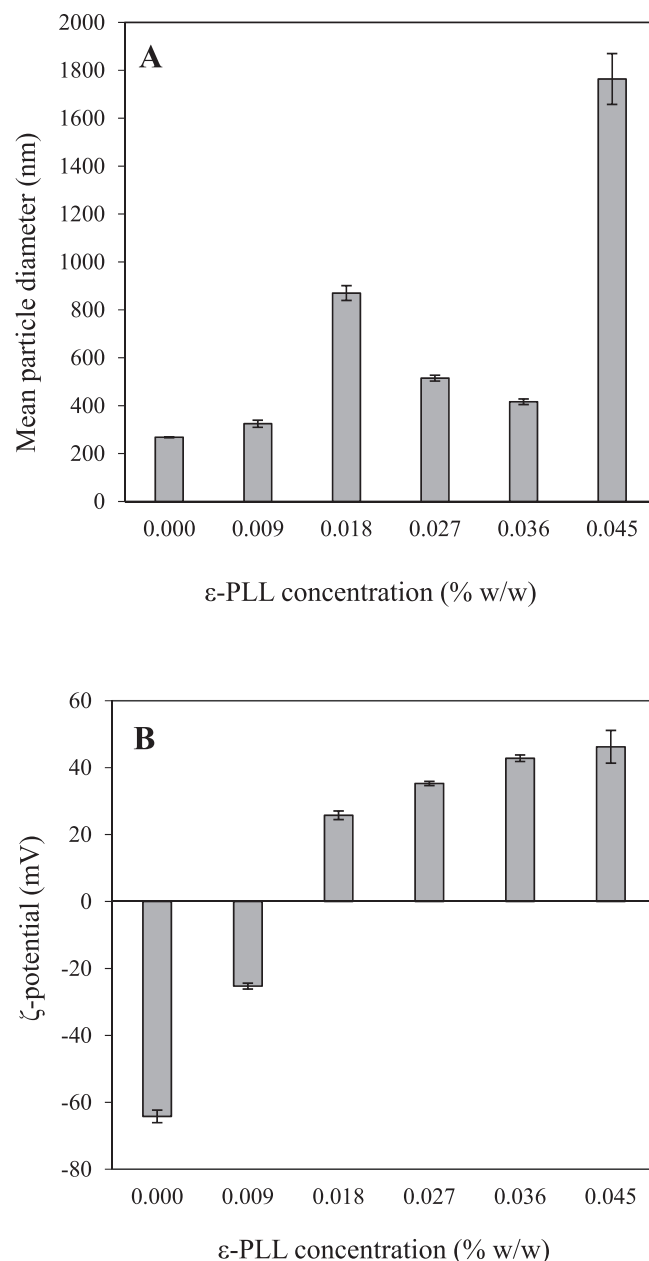 A
Mean particle diameter (nm)
2000
1800
1600
1400
1200
1000
800
600
400
200
0
0.000 0.009 0.018 0.027 0.036 0.045
ε-PLL concentration (% w/w)
B
ζ-potential (mV)
60
40
20
0
-20
-40
-60
-80
0.000 0.009 0.018 0.027 0.036 0.045
ε-PLL concentration (% w/w)